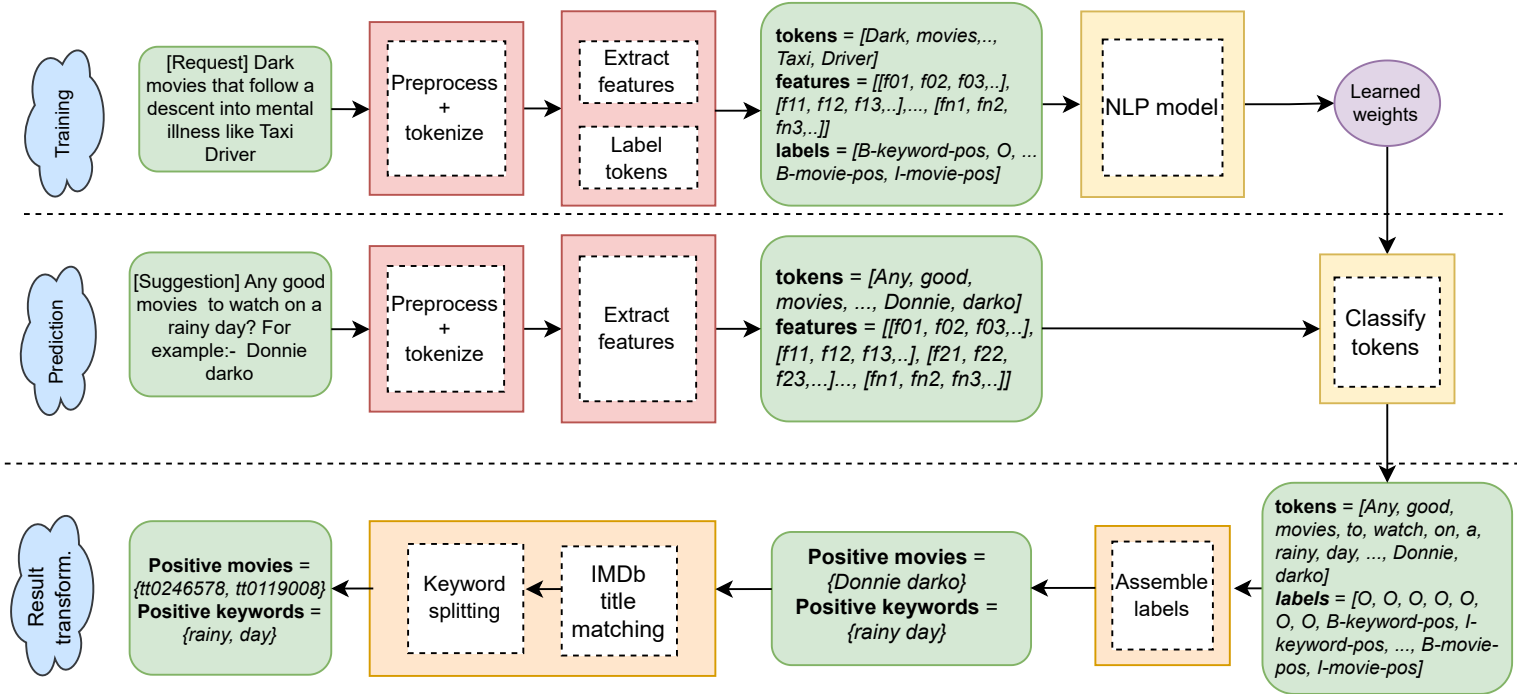 Training
[Request] Dark
movies that follow a
descent into mental
illness like Taxi
Driver
Preprocess
+
tokenize
Extract
features
Label
tokens
tokens = [Dark, movies,..,
Taxi, Driver]
features = [[f01, f02, f03,..],
[f11, f12, f13,..],..., [fn1, fn2,
fn3,..]]
labels = [B-keyword-pos, O, ...
B-movie-pos, I-movie-pos]
NLP model
Learned
weights
Prediction
[Suggestion] Any good
movies to watch on a
rainy day? For
example:- Donnie
darko
Preprocess
+
tokenize
Extract
features
tokens = [Any, good,
movies, ..., Donnie, darko]
features = [[f01, f02, f03,..],
[f11, f12, f13,..], [f21, f22,
f23,...]..., [fn1, fn2, fn3,..]]
Classify
tokens
Result
transform.
Positive movies =
{tt0246578, tt0119008}
Positive keywords =
{rainy, day}
Keyword
splitting
IMDb
title
matching
Positive movies =
{Donnie darko}
Positive keywords =
{rainy day}
Assemble
labels
tokens = [Any, good,
movies, to, watch, on, a,
rainy, day, ..., Donnie,
darko]
labels = [O, O, O, O, O,
O, O, B-keyword-pos, I-
keyword-pos, ..., B-movie-
pos, I-movie-pos]